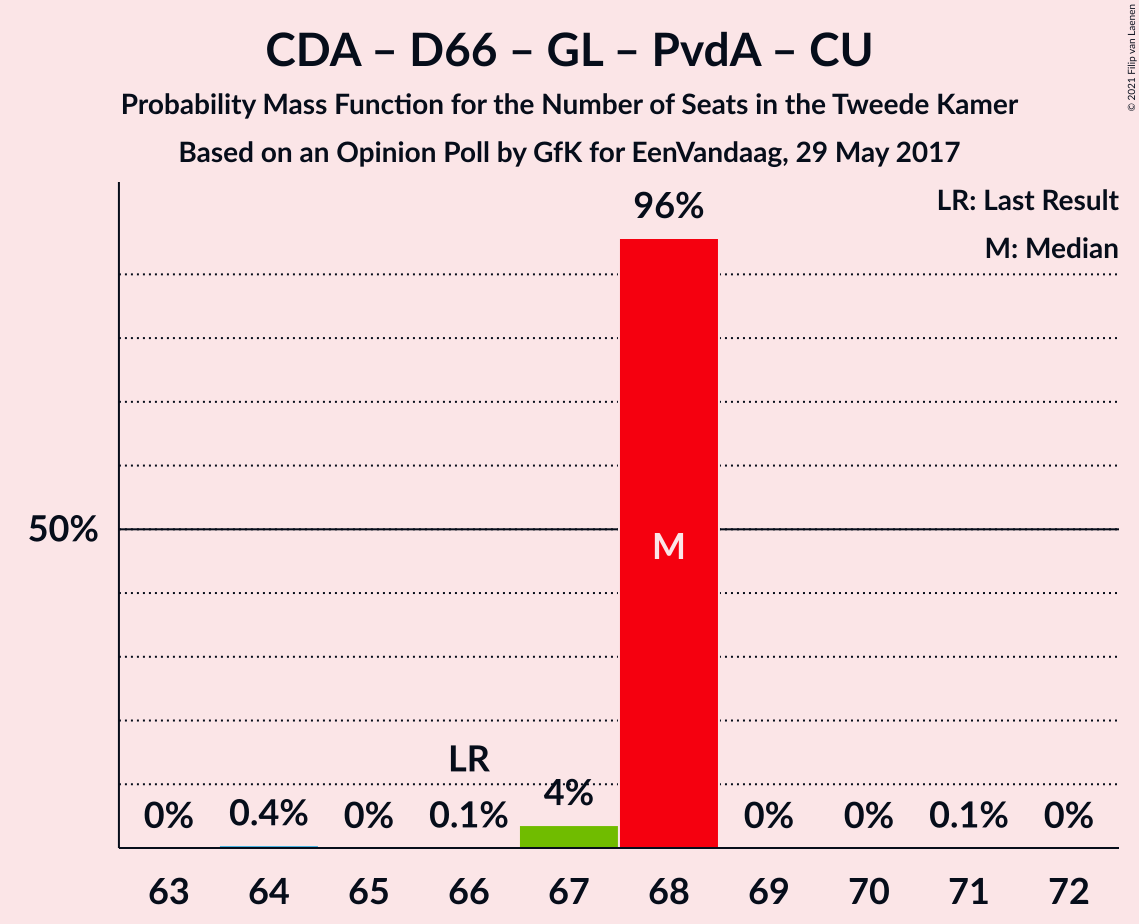 CDA – D66 – GL – PvdA – CU
Probability Mass Function for the Number of Seats in the Tweede Kamer
Based on an Opinion Poll by GfK for EenVandaag, 29 May 2017
© 2021 Filip van Laenen
LR: Last Result
M: Median
96%
50%
M
LR
0% 0.4% 0% 0.1% 4% 0% 0% 0.1% 0%
63 64 65 66 67 68 69 70 71 72